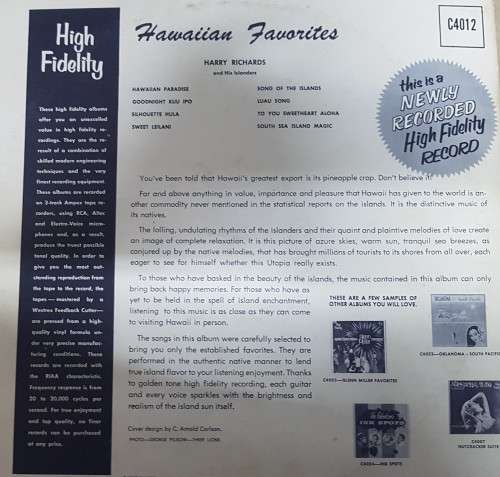 High
Fidelity
These high fidelity albums
offer you an unexcelled
value in high fidelity re-
cordings. They are the re-
result of a combination of
skilled modern engineering
techniques and the very
finest recording equipment.
These albums are recorded
on 2-track Ampex tape re-
corders, using RCA, Altec
and Electro-Voice micro-
phones and, as a result,
produce the truest possible
tonal quality. In order to
give you the most out-
standing reproduction from
the tape to the record, the
tapes — mastered by a
Westrex Feedback Cutter—
are pressed from a high-
quality vinyl formula un-
der very precise manufac-
turing conditions. These
records are recorded with
the RIAA characteristic.
Frequency response is from
20 to 20,000 cycles per
second. For true enjoyment
and top quality, no finer
records can be purchased
at any price.
Hawaiian Favorites
C4012
HARRY RICHARDS
and His Islanders
HAWAIIAN PARADISE
GOODNIGHT KUU IPO
SILHOUETTE HULA
SWEET LEILANI
SONG OF THE ISLANDS
LUAU SONG
TO YOU SWEETHEART ALOHA
SOUTH SEA ISLAND MAGIC
this is a
NEWLY
RECORDED
High Fidelity
RECORD
You've been told that Hawaii's greatest export is its pineapple crop. Don't believe it!
For and above anything in value, importance and pleasure that Hawaii has given to the world is an-
other commodity never mentioned in the statistical reports on the islands. It is the distinctive music of
its natives.
The lolling, undulating rhythms of the Islanders and their quaint and plaintive melodies of love create
an image of complete relaxation. It is this picture of azure skies, warm sun, tranquil sea breezes, as
conjured up by the native melodies, that has brought millions of tourists to its shores from all over, each
eager to see for himself whether this Utopia really exists.
To those who have basked in the beauty of the islands, the music contained in this album can only
bring back happy memories. For those who have as
yet to be held in the spell of island enchantment,
listening to this music is as close as they can come
to visiting Hawaii in person.
The songs in this album were carefully selected to
bring you only the established favorites. They are
performed in the authentic native manner to lend
true island flavor to your listening enjoyment. Thanks
to golden tone high fidelity recording, each guitar
and every voice sparkles with the brightness and
realism of the island sun itself.
Cover design by C. Arnold Carlson.
PHOTO—GEORGE PICKOW—THREE LIONS
THESE ARE A FEW SAMPLES OF
OTHER ALBUMS YOU WILL LOVE.
GLENN MILLER FAVORITES
OKLAHOMA - SOUTH PACIFIC
INK SPOTS
INK SPOTS
C4007
NUTCRACKER SUITE